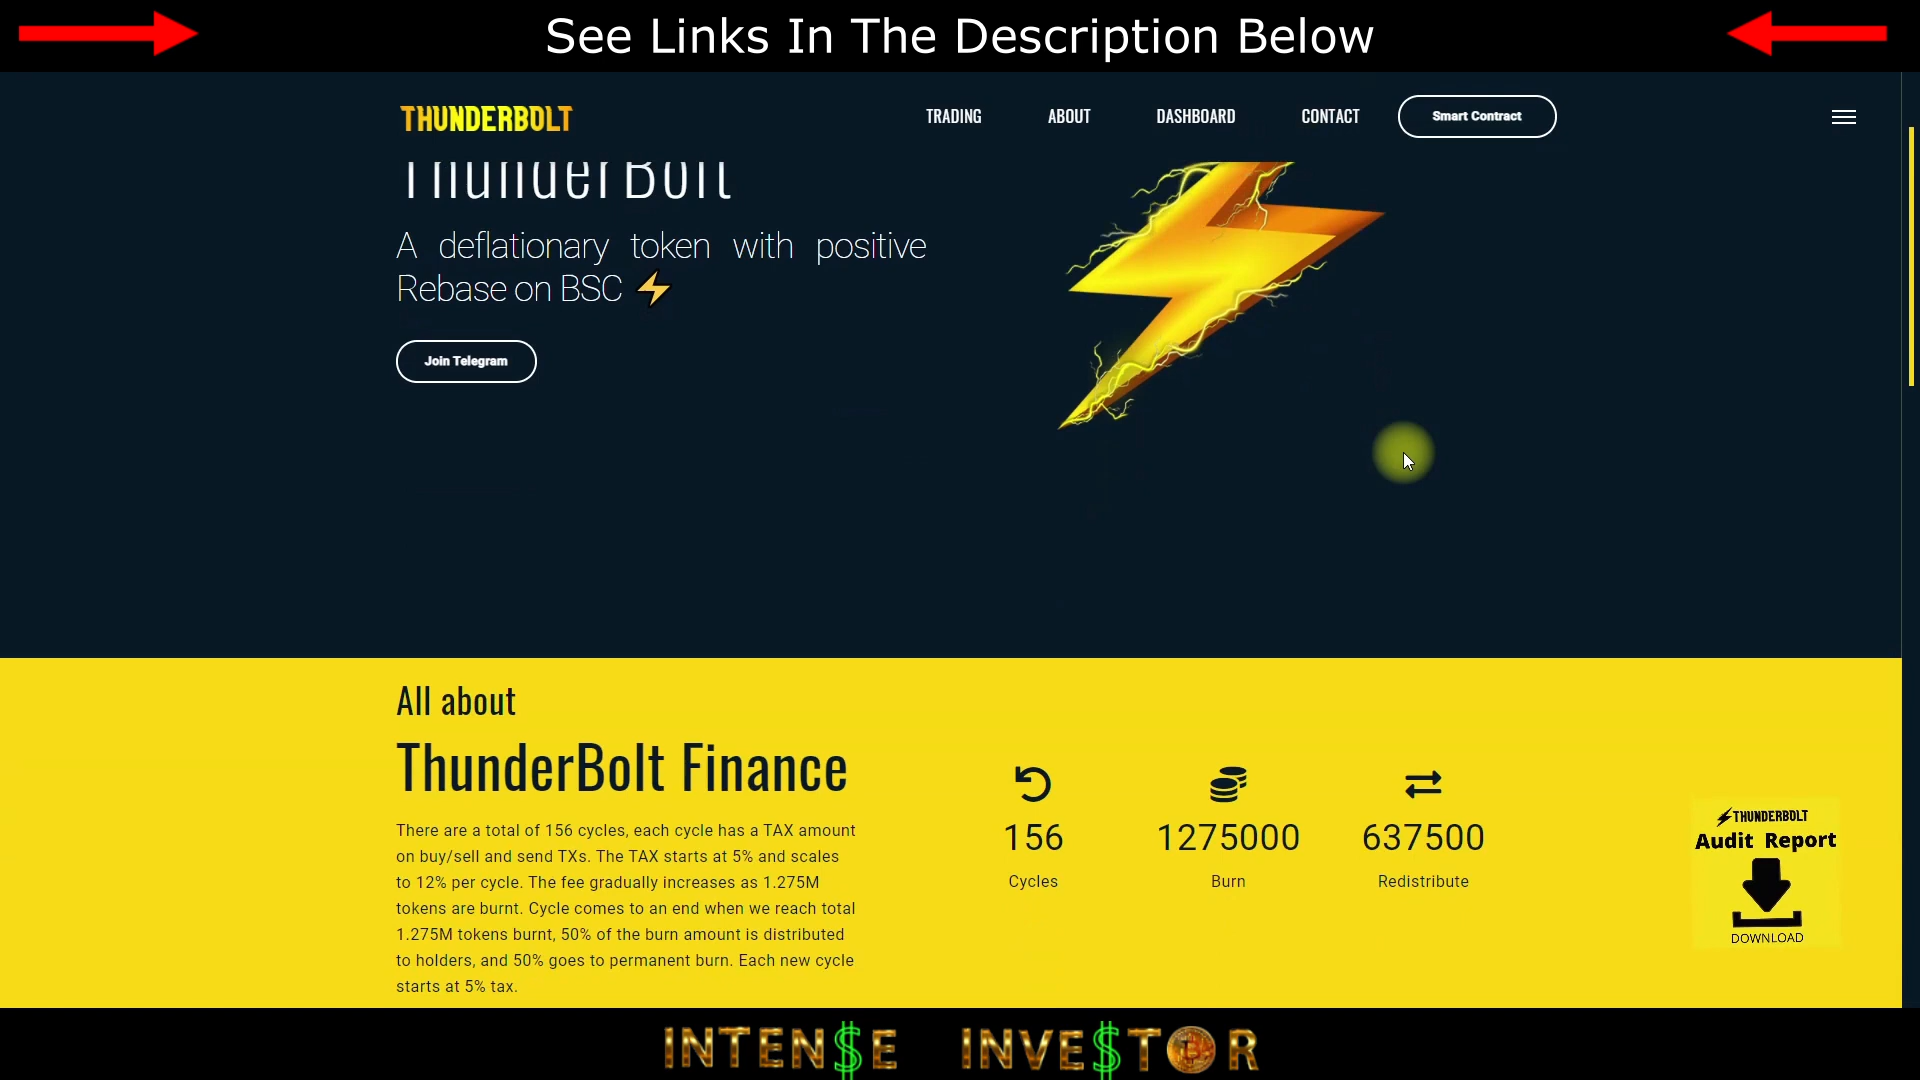 See Links In The Description Below
THUNDERBOLT
TRADING
ABOUT
DASHBOARD
CONTACT
Smart Contract
ThunderBolt
A deflationary token with positive
Rebase on BSC ⚡
Join Telegram
All about
ThunderBolt Finance
There are a total of 156 cycles, each cycle has a TAX amount
on buy/sell and send TXs. The TAX starts at 5% and scales
to 12% per cycle. The fee gradually increases as 1.275M
tokens are burnt. Cycle comes to an end when we reach total
1.275M tokens burnt, 50% of the burn amount is distributed
to holders, and 50% goes to permanent burn. Each new cycle
starts at 5% tax.
156
Cycles
1275000
Burn
637500
Redistribute
THUNDERBOLT
Audit Report
DOWNLOAD
INTEN$E INVE$TOR